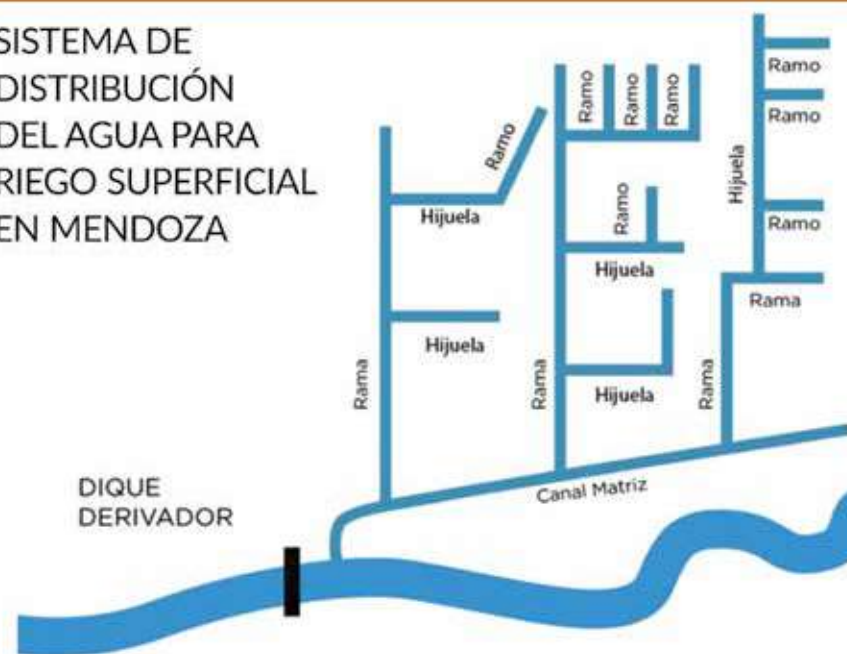 SISTEMA DE
DISTRIBUCIÓN
DEL AGUA PARA
RIEGO SUPERFICIAL
EN MENDOZA
Ramo
Hijuela
Hijuela
Rama
Ramo
Ramo
Ramo
Ramo
Hijuela
Hijuela
Rama
Ramo
Ramo
Hijuela
Ramo
Rama
Rama
Canal Matriz
DIQUE
DERIVADOR